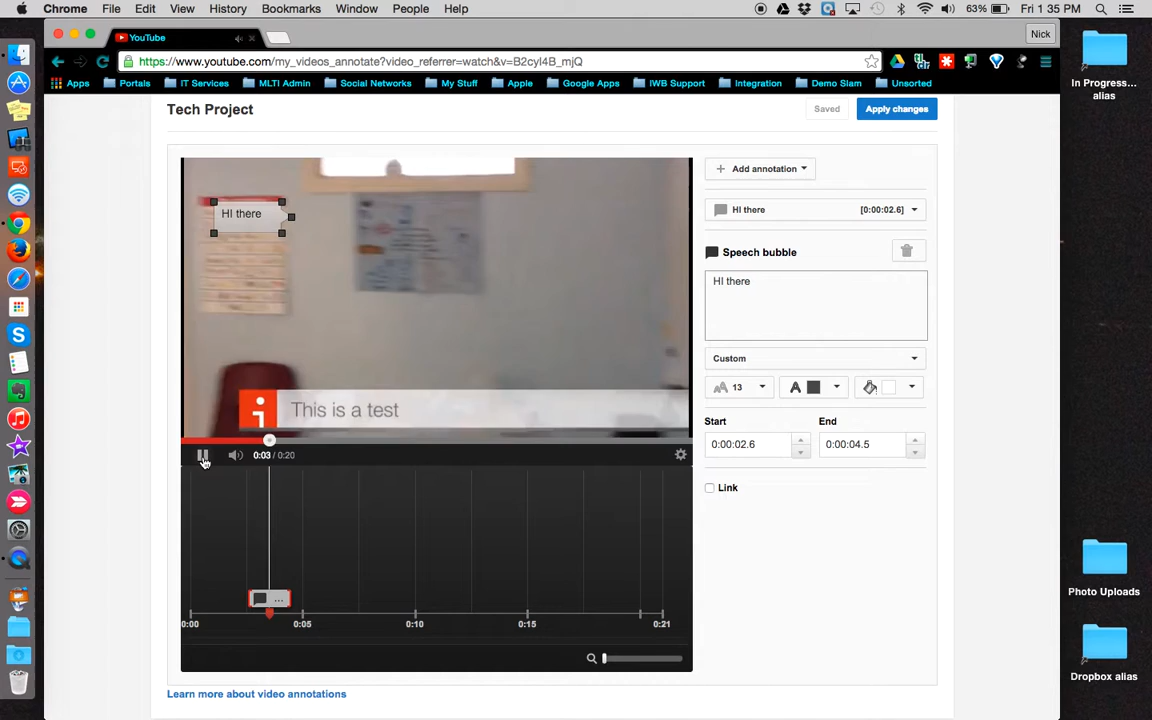 Chrome File Edit View History Bookmarks Window People Help 63% Fri 1:35 PM
YouTube Nick
https://www.youtube.com/my_videos_annotate?video_referrer=watch&v=B2cyI4B_mjQ
Apps Portals IT Services MLTI Admin Social Networks My Stuff Apple Google Apps IWB Support Integration Demo Slam Unsorted
In Progress...
alias
Tech Project Saved Apply changes
+ Add annotation
HI there
HI there [0:00:02.6]
Speech bubble
HI there
Custom
AA 13 A
This is a test
Start End
0:00:02.6 0:00:04.5
0:03 / 0:20
Link
...
0:00 0:05 0:10 0:15 0:21
Photo Uploads
Dropbox alias
Learn more about video annotations